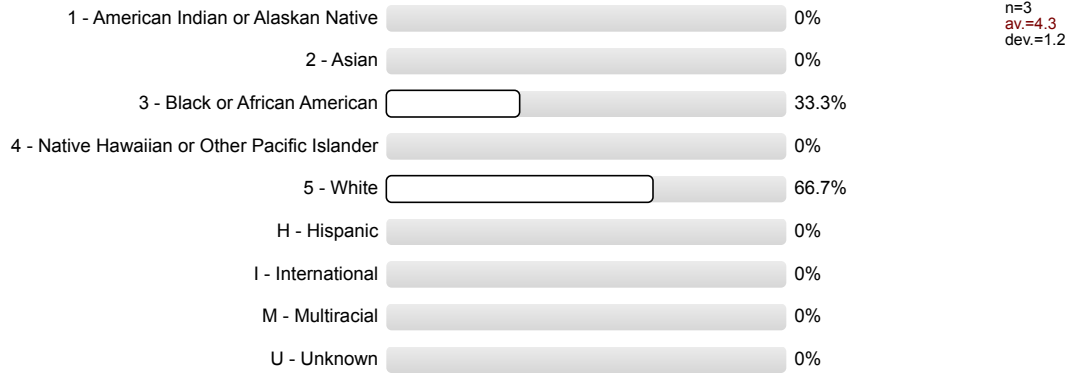 1 - American Indian or Alaskan Native 0%
2 - Asian 0%
3 - Black or African American 33.3%
4 - Native Hawaiian or Other Pacific Islander 0%
5 - White 66.7%
H - Hispanic 0%
I - International 0%
M - Multiracial 0%
U - Unknown 0%
n=3
av.=4.3
dev.=1.2